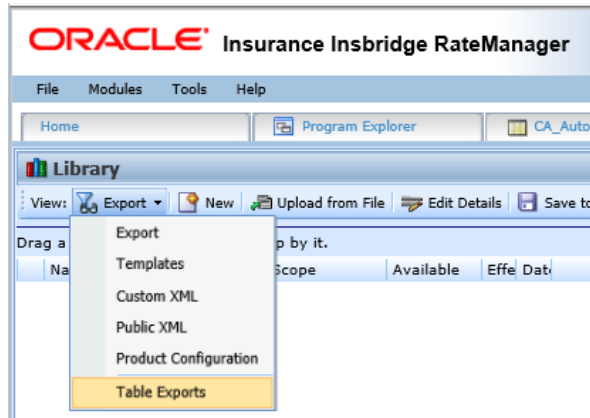 ORACLE® Insurance Insbridge RateManager
File Modules Tools Help
Home Program Explorer CA_Auto
Library
View: Export New Upload from File Edit Details Save to
Export
Drag a p by it.
Templates
Na Scope Available Effe Date
Custom XML
Public XML
Product Configuration
Table Exports